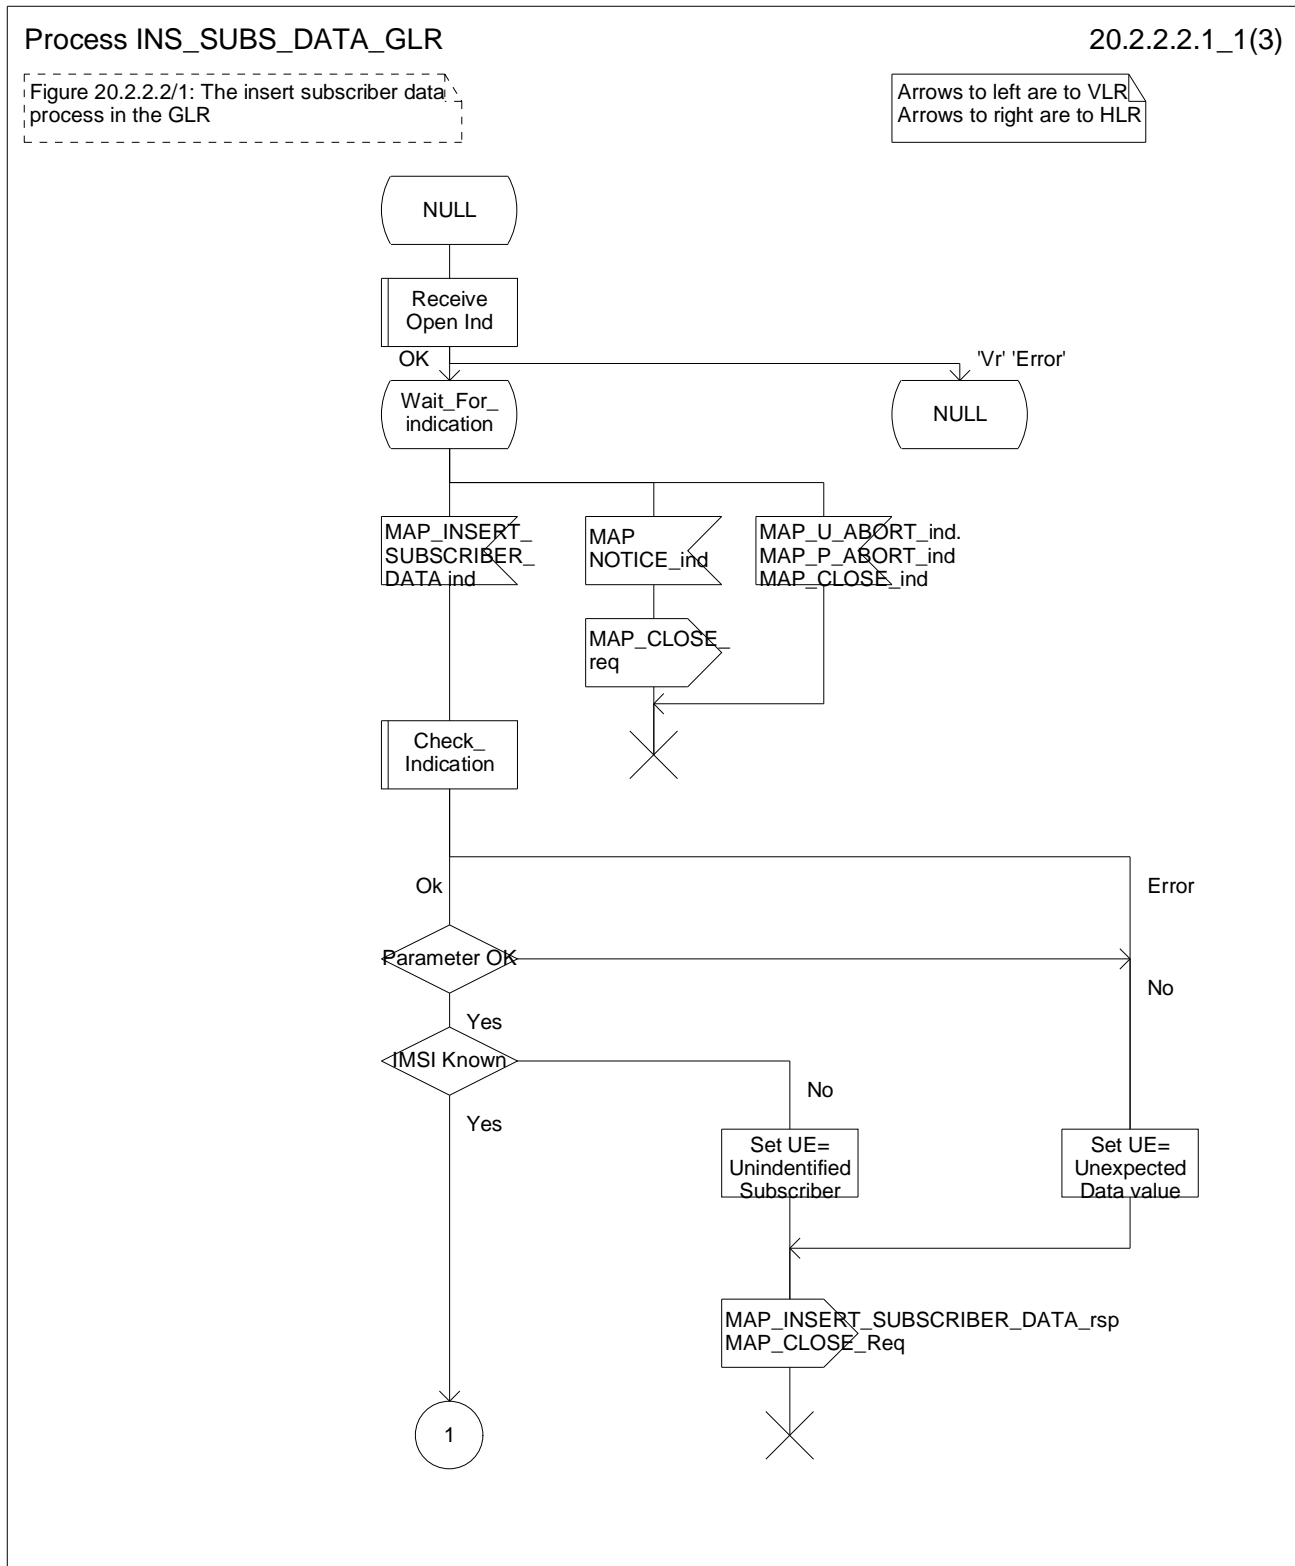 Process INS_SUBS_DATA_GLR
20.2.2.2.1_1(3)
Figure 20.2.2.2/1: The insert subscriber data
process in the GLR
Arrows to left are to VLR
Arrows to right are to HLR
NULL
Receive
Open Ind
OK
'Vr' 'Error'
Wait_For_
indication
NULL
MAP_INSERT_
SUBSCRIBER_
DATA ind
MAP
NOTICE_ind
MAP_U_ABORT_ind.
MAP_P_ABORT_ind
MAP_CLOSE_ind
MAP_CLOSE_
req
Check_
Indication
Ok
Error
Parameter OK
No
Yes
IMSI Known
No
Yes
Set UE=
Unindentified
Subscriber
Set UE=
Unexpected
Data value
MAP_INSERT_SUBSCRIBER_DATA_rsp
MAP_CLOSE_Req
1